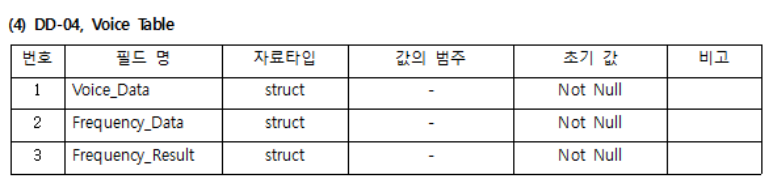 (4) DD-04, Voice Table
번호 필드 명 자료타입 값의 범주 초기 값 비고
1 Voice_Data struct - Not Null
2 Frequency_Data struct - Not Null
3 Frequency_Result struct - Not Null